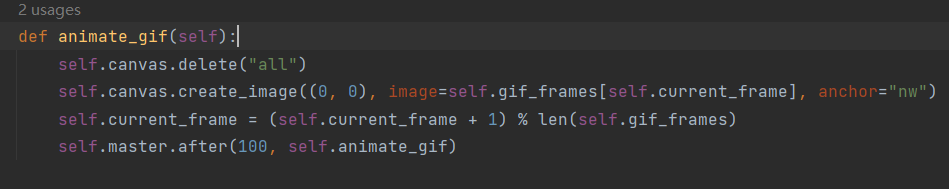 2 usages
def animate_gif(self):
    self.canvas.delete("all")
    self.canvas.create_image((0, 0), image=self.gif_frames[self.current_frame], anchor="nw")
    self.current_frame = (self.current_frame + 1) % len(self.gif_frames)
    self.master.after(100, self.animate_gif)